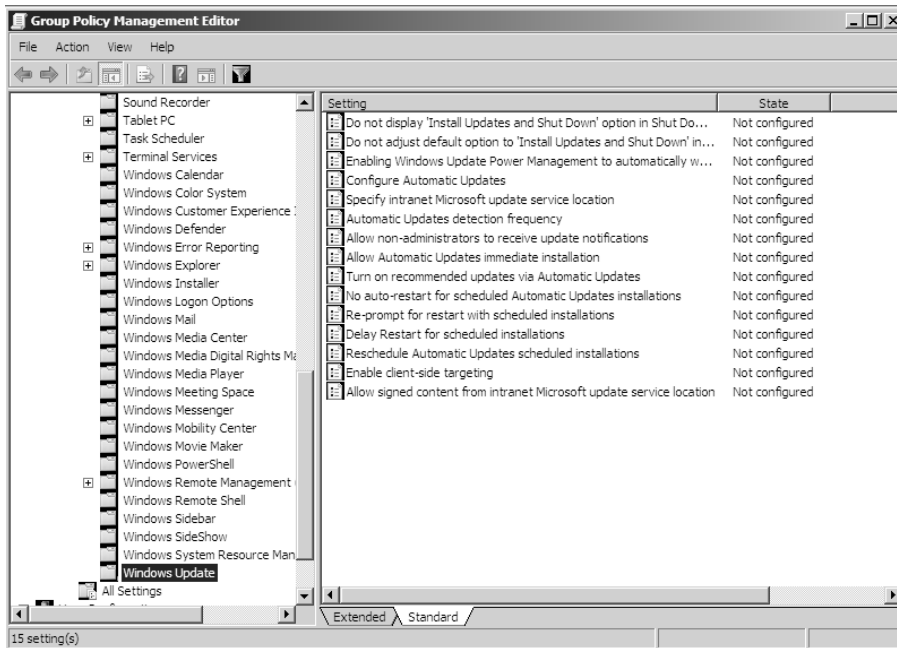 Group Policy Management Editor
File Action View Help
Sound Recorder
Tablet PC
Task Scheduler
Terminal Services
Windows Calendar
Windows Color System
Windows Customer Experience
Windows Defender
Windows Error Reporting
Windows Explorer
Windows Installer
Windows Logon Options
Windows Mail
Windows Media Center
Windows Media Digital Rights Ma
Windows Media Player
Windows Meeting Space
Windows Messenger
Windows Mobility Center
Windows Movie Maker
Windows PowerShell
Windows Remote Management
Windows Remote Shell
Windows Sidebar
Windows SideShow
Windows System Resource Man
Windows Update
All Settings
Setting State
Do not display 'Install Updates and Shut Down' option in Shut Do... Not configured
Do not adjust default option to 'Install Updates and Shut Down' in... Not configured
Enabling Windows Update Power Management to automatically w... Not configured
Configure Automatic Updates Not configured
Specify intranet Microsoft update service location Not configured
Automatic Updates detection frequency Not configured
Allow non-administrators to receive update notifications Not configured
Allow Automatic Updates immediate installation Not configured
Turn on recommended updates via Automatic Updates Not configured
No auto-restart for scheduled Automatic Updates installations Not configured
Re-prompt for restart with scheduled installations Not configured
Delay Restart for scheduled installations Not configured
Reschedule Automatic Updates scheduled installations Not configured
Enable client-side targeting Not configured
Allow signed content from intranet Microsoft update service location Not configured
Extended Standard
15 setting(s)